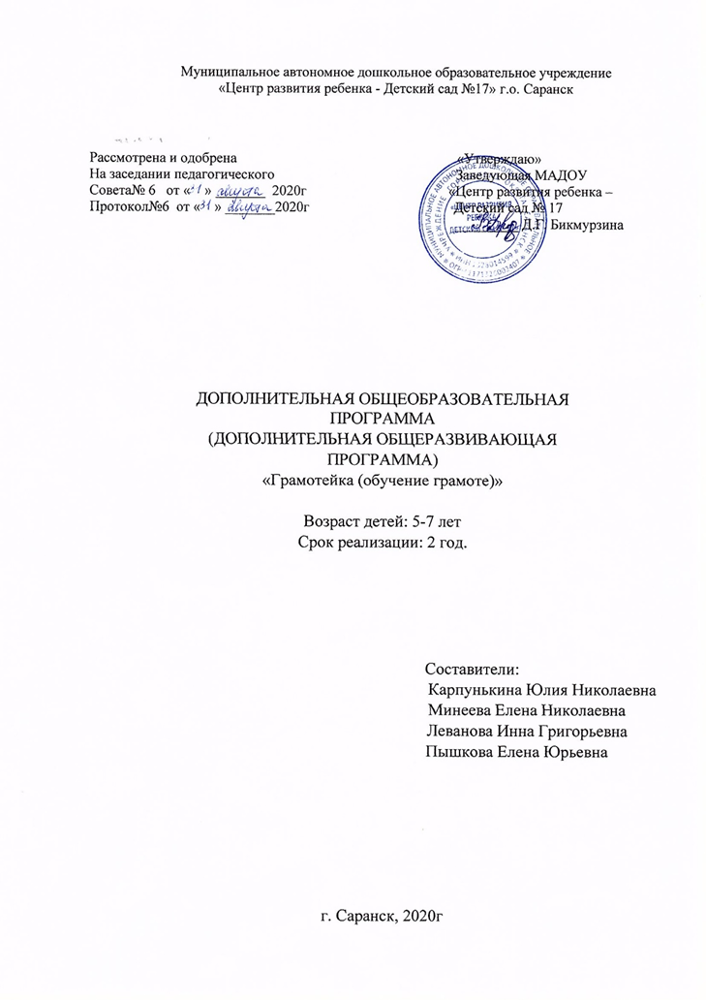 Муниципальное автономное дошкольное образовательное учреждение
«Центр развития ребенка - Детский сад №17» г.о. Саранск
Рассмотрена и одобрена
На заседании педагогического
Совета№ 6 от «31» августа 2020г
Протокол№6 от «31» августа 2020г
«Утверждаю»
Заведующая МАДОУ
«Центр развития ребенка –
Детский сад № 17
Д.Г. Бикмурзина
ДОПОЛНИТЕЛЬНАЯ ОБЩЕОБРАЗОВАТЕЛЬНАЯ
ПРОГРАММА
(ДОПОЛНИТЕЛЬНАЯ ОБЩЕРАЗВИВАЮЩАЯ
ПРОГРАММА)
«Грамотейка (обучение грамоте)»
Возраст детей: 5-7 лет
Срок реализации: 2 год.
Составители:
Карпунькина Юлия Николаевна
Минеева Елена Николаевна
Леванова Инна Григорьевна
Пышкова Елена Юрьевна
г. Саранск, 2020г